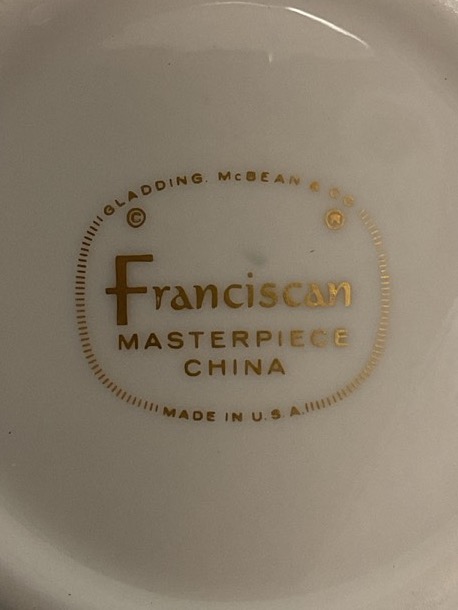 GLADDING, McBEAN & CO.
© ®
Franciscan
MASTERPIECE
CHINA
MADE IN U.S.A.